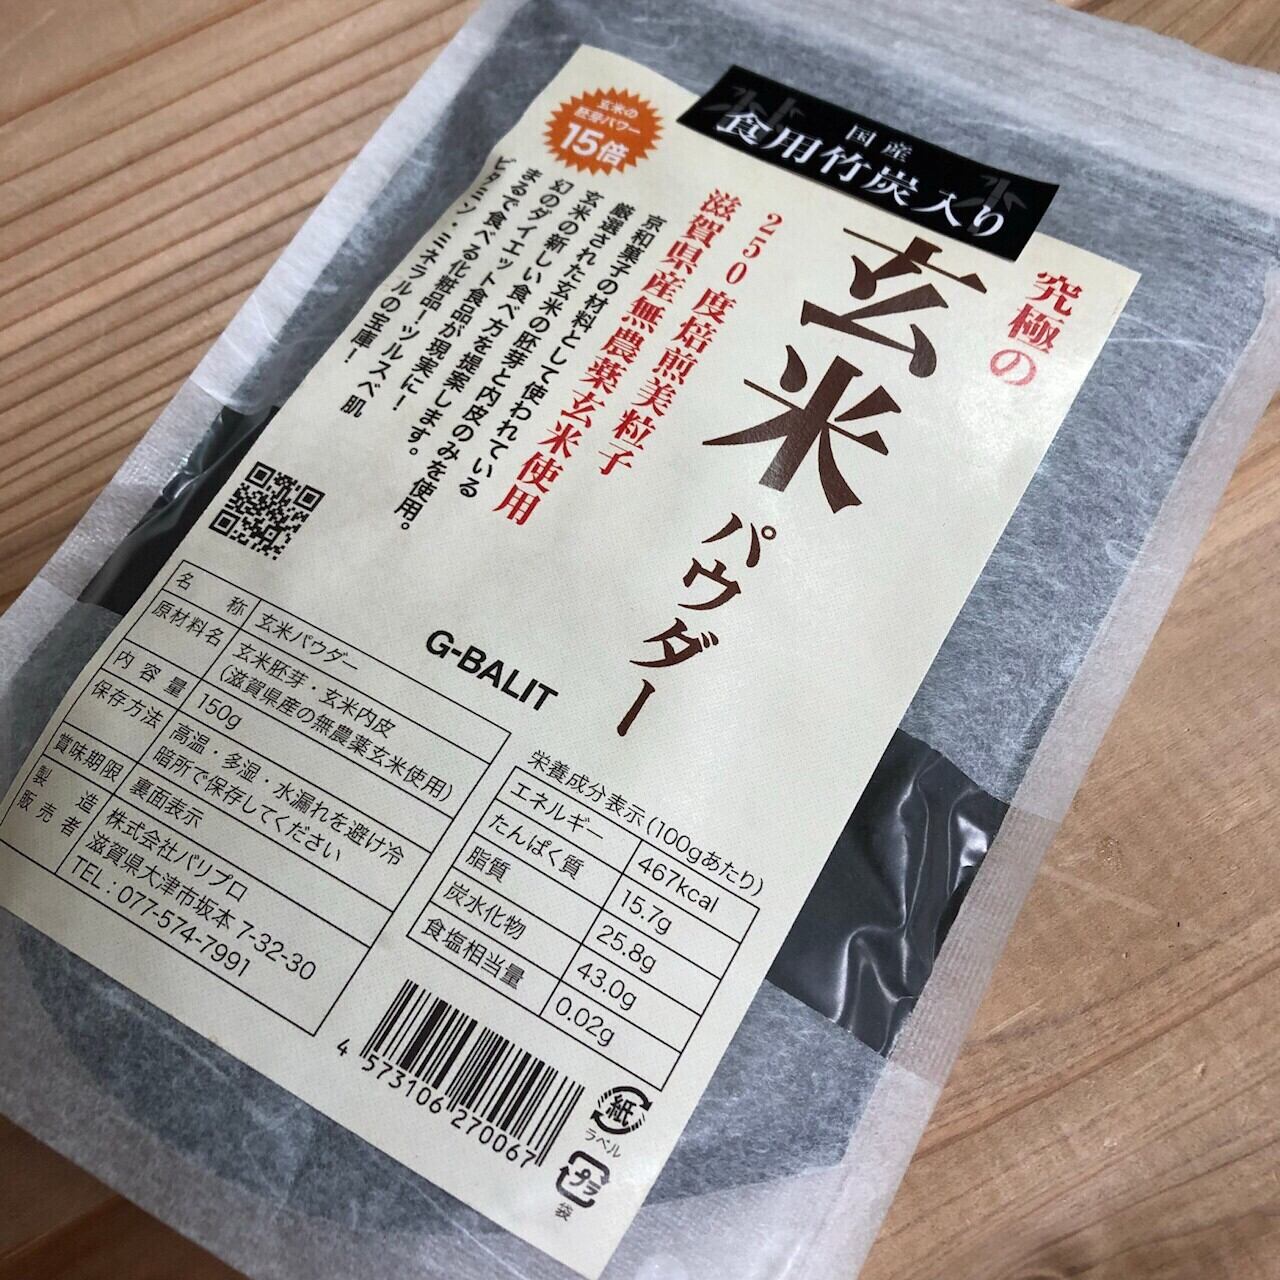 国産
食用竹炭入り
究極の
玄米パウダー
250度焙煎美粒子
滋賀県産無農薬玄米使用
京和菓子の材料として使われている
厳選された玄米の胚芽と内皮のみを使用。
玄米の新しい食べ方を提案します。
幻のダイエット食品が現実に!
まるで食べる化粧品ーツルスベ肌
ビタミン・ミネラルの宝庫!
玄米の
胚芽パワー
15倍
G-BALIT
名称 玄米パウダー
原材料名 玄米胚芽・玄米内皮
(滋賀県産の無農薬玄米使用)
内容量 150g
保存方法 高温・多湿・水漏れを避け冷
暗所で保存してください
賞味期限 裏面表示
製造
販売者 株式会社バリプロ
滋賀県大津市坂本7-32-30
TEL:077-574-7991
栄養成分表示(100gあたり)
エネルギー 467kcal
たんぱく質 15.7g
脂質 25.8g
炭水化物 43.0g
食塩相当量 0.02g
4 573106 270067
紙
ラベル
プラ
袋